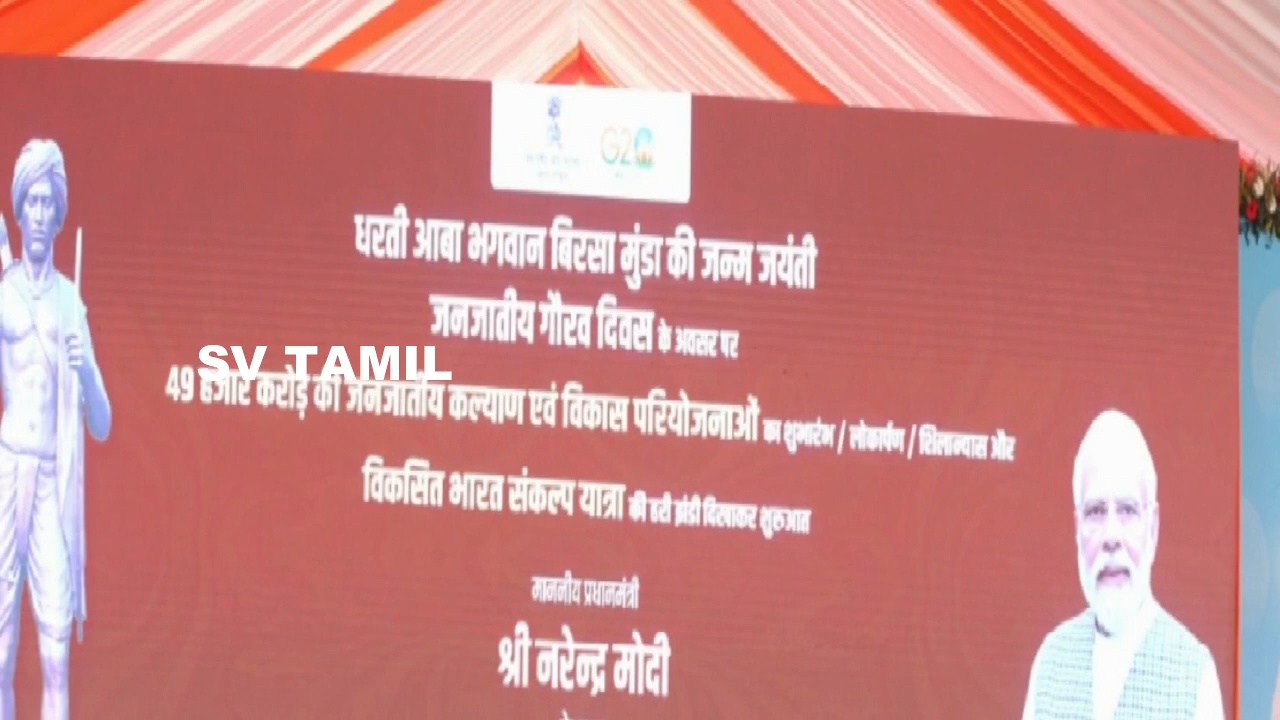 G20
धरती आबा भगवान बिरसा मुंडा की जन्म जयंती
जनजातीय गौरव दिवस के अवसर पर
SV TAMIL
49 हजार करोड़ की जनजातीय कल्याण एवं विकास परियोजनाओं का शुभारंभ / लोकार्पण / शिलान्यास और
विकसित भारत संकल्प यात्रा की हरी झंडी दिखाकर शुरुआत
माननीय प्रधानमंत्री
श्री नरेन्द्र मोदी